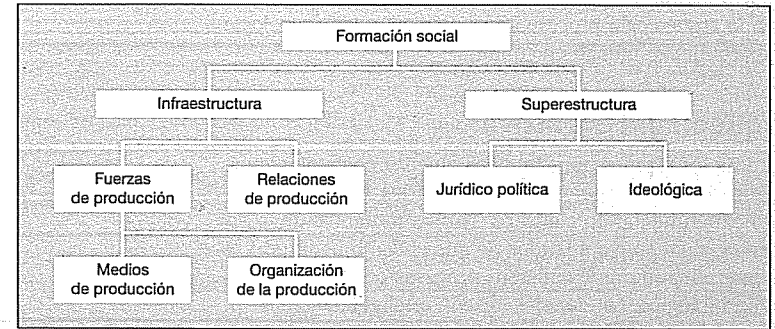 Formación social
Infraestructura
Superestructura
Fuerzas
de producción
Relaciones
de producción
Jurídico política
Ideológica
Medios
de producción
Organización
de la producción